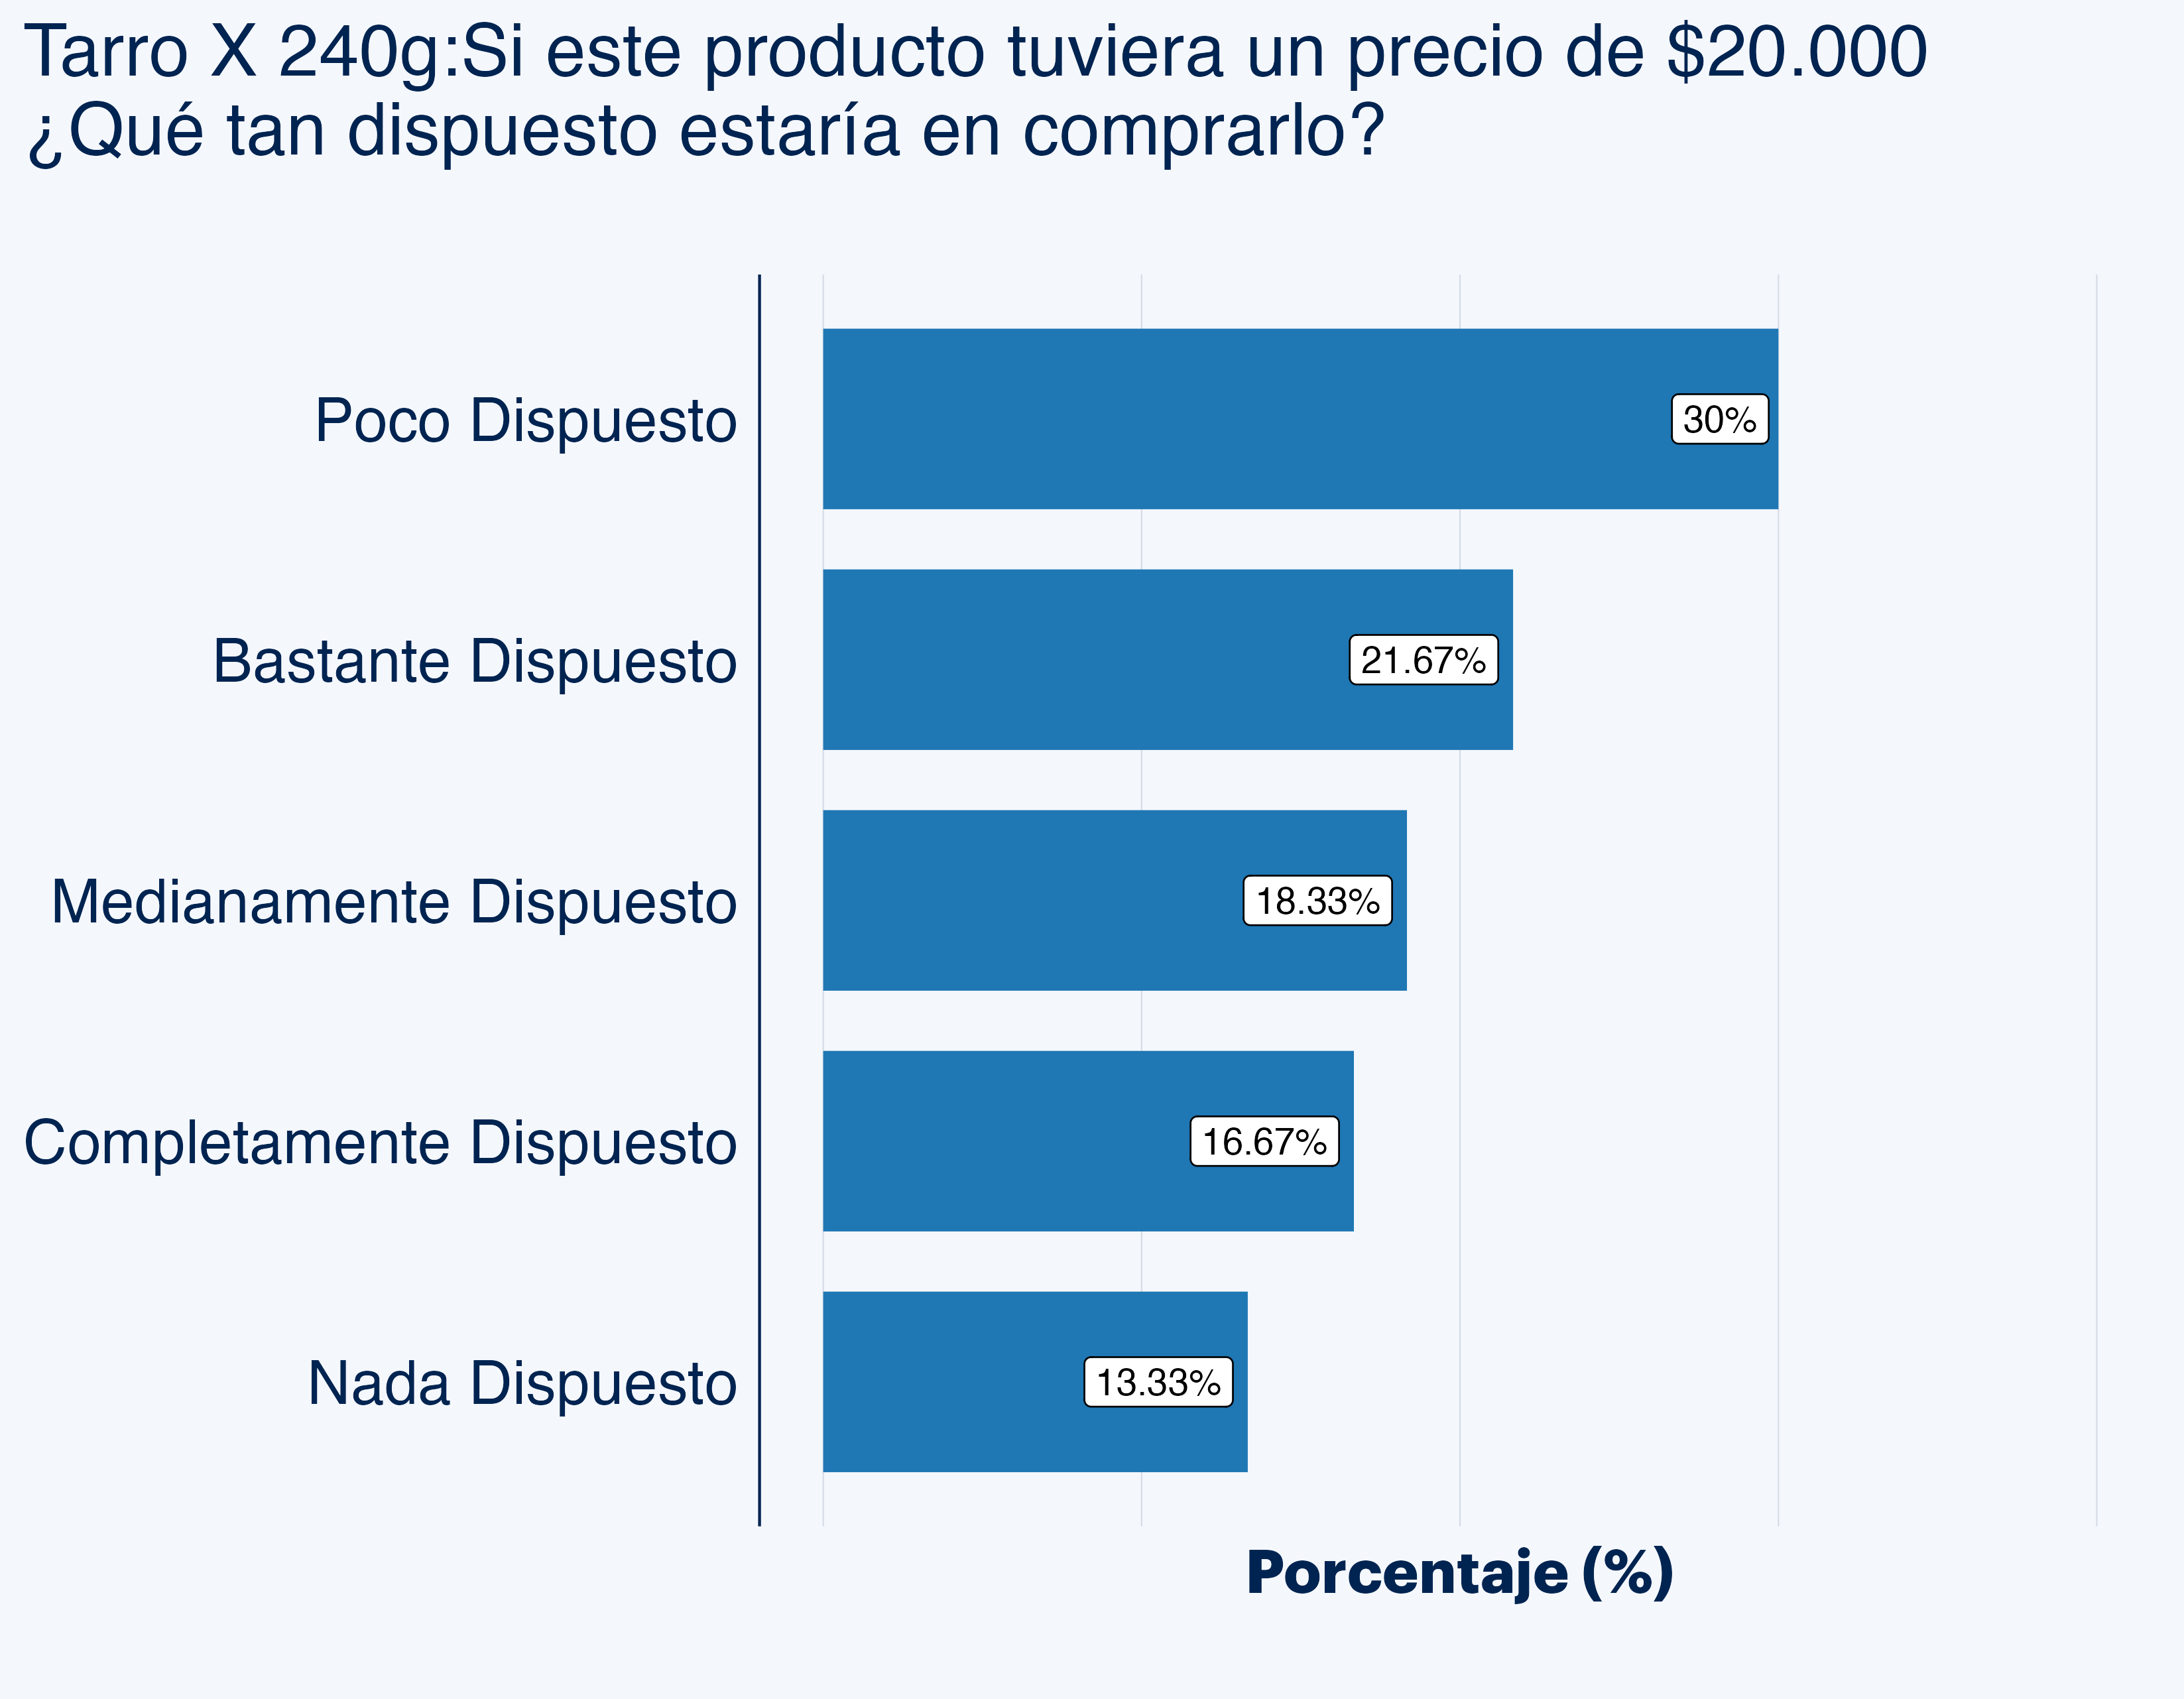 Tarro X 240g:Si este producto tuviera un precio de $20.000
¿Qué tan dispuesto estaría en comprarlo?
Poco Dispuesto
30%
Bastante Dispuesto
21.67%
Medianamente Dispuesto
18.33%
Completamente Dispuesto
16.67%
Nada Dispuesto
13.33%
Porcentaje (%)